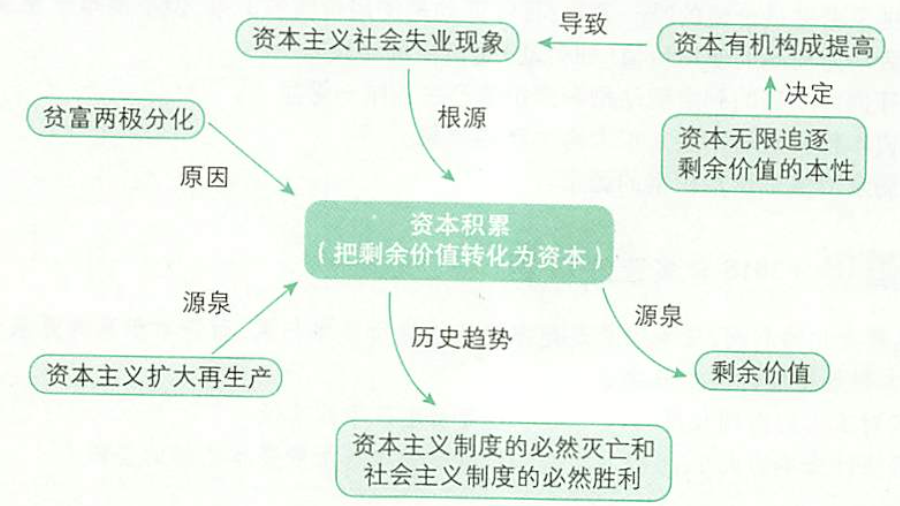 资本主义社会失业现象
导致
资本有机构成提高
决定
资本无限追逐
剩余价值的本性
根源
贫富两极分化
原因
资本积累
（把剩余价值转化为资本）
源泉
资本主义扩大再生产
历史趋势
源泉
剩余价值
资本主义制度的必然灭亡和
社会主义制度的必然胜利